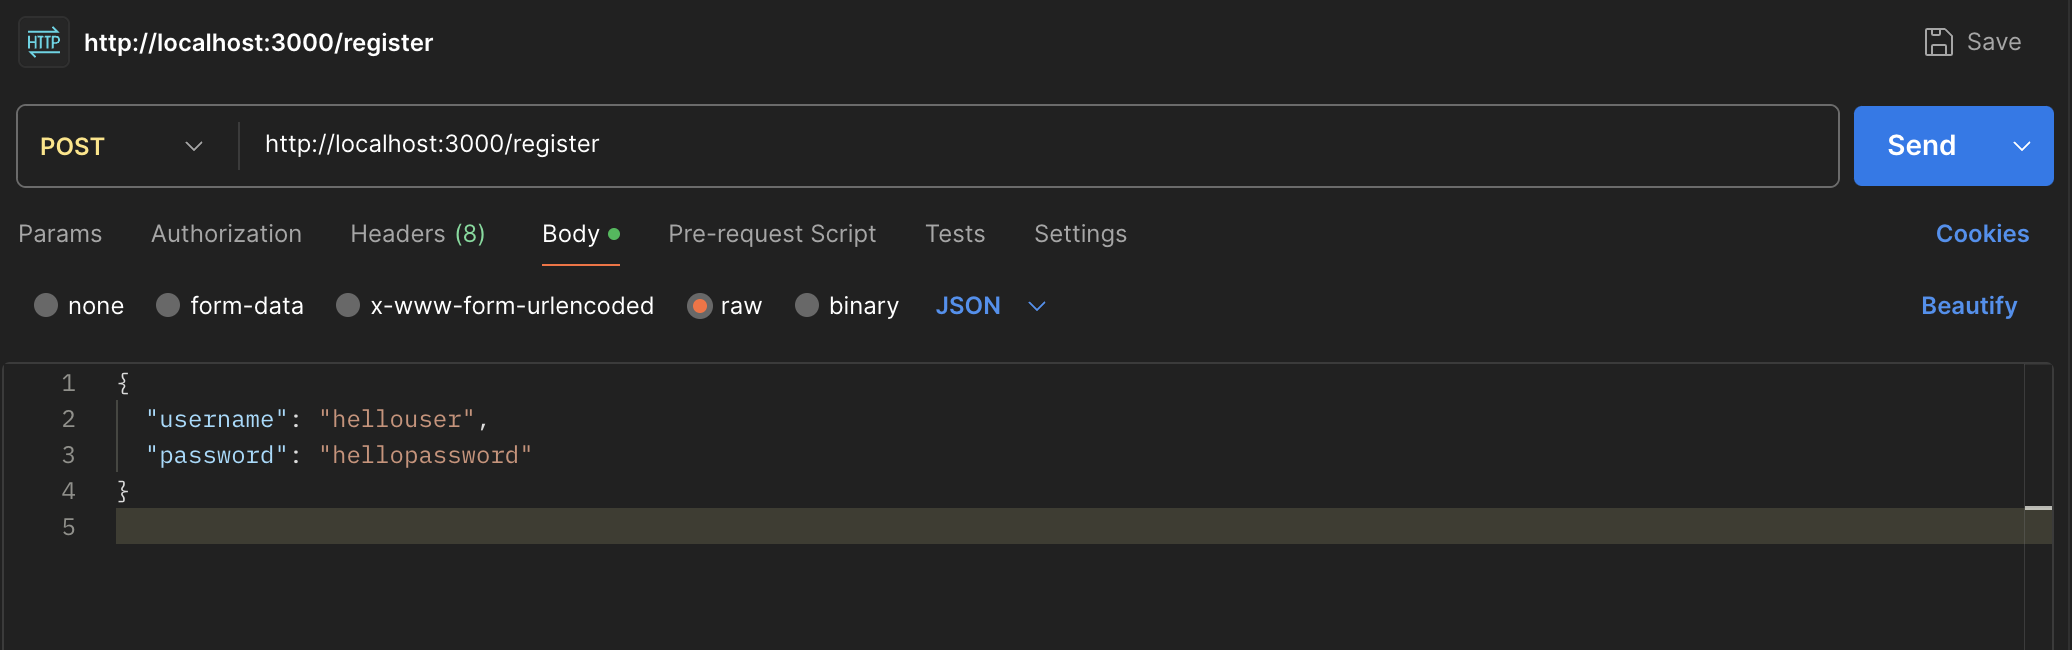 HTTP http://localhost:3000/register Save
POST http://localhost:3000/register Send
Params Authorization Headers (8) Body Pre-request Script Tests Settings Cookies
none form-data x-www-form-urlencoded raw binary JSON Beautify
1 {
2 "username": "hellouser",
3 "password": "hellopassword"
4 }
5